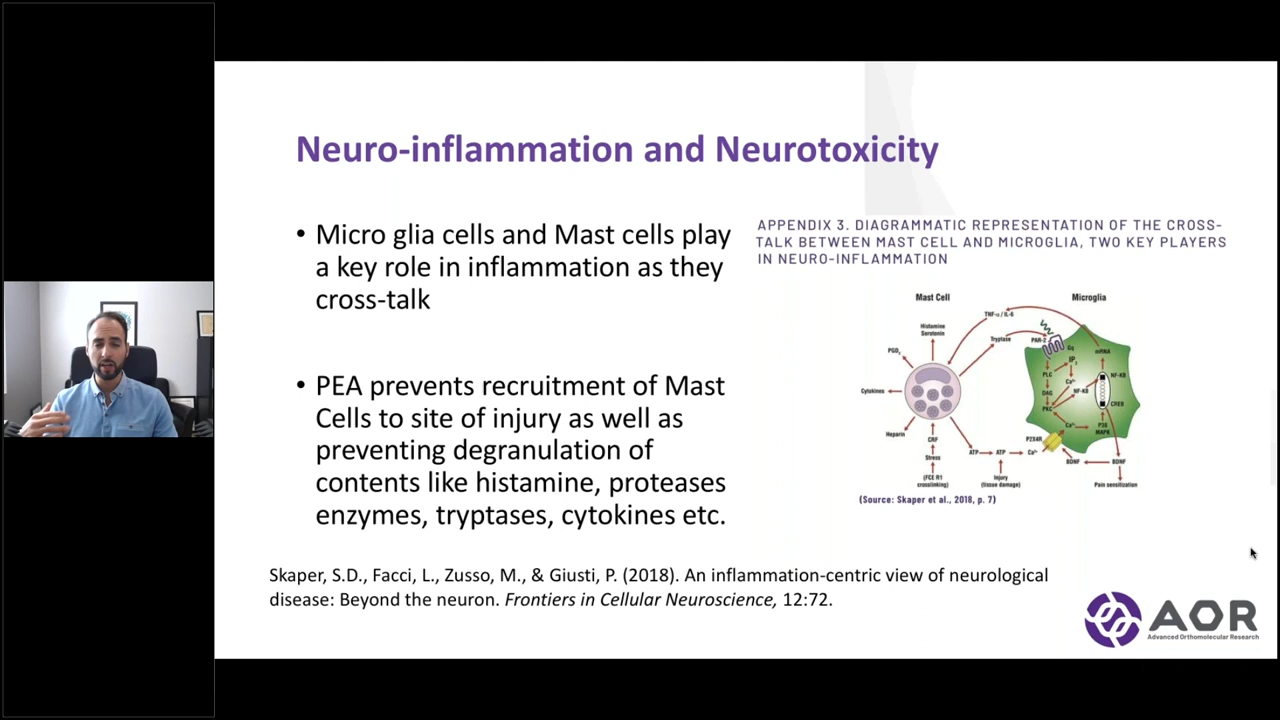 Neuro-inflammation and Neurotoxicity
• Micro glia cells and Mast cells play
a key role in inflammation as they
cross-talk
• PEA prevents recruitment of Mast
Cells to site of injury as well as
preventing degranulation of
contents like histamine, proteases
enzymes, tryptases, cytokines etc.
APPENDIX 3. DIAGRAMMATIC REPRESENTATION OF THE CROSS-
TALK BETWEEN MAST CELL AND MICROGLIA, TWO KEY PLAYERS
IN NEURO-INFLAMMATION
Mast Cell
Microglia
TNF-α / IL-6
Histamine
Serotonin
Tryptase
PAR-2
Gq
mRNA
PGD2
PLC
IP3
Ca2+
NF-KB
DAG
NF-KB
Cytokines
PKC
CREB
Ca2+
P38
MAPK
Heparin
CRF
P2X4R
Stress
ATP
ATP
Ca2+
BDNF
BDNF
(FCE R1
crosslinking)
Injury
(tissue damage)
Pain sensitization
(Source: Skaper et al., 2018, p. 7)
Skaper, S.D., Facci, L., Zusso, M., & Giusti, P. (2018). An inflammation-centric view of neurological
disease: Beyond the neuron. Frontiers in Cellular Neuroscience, 12:72.
AOR
Advanced Orthomolecular Research